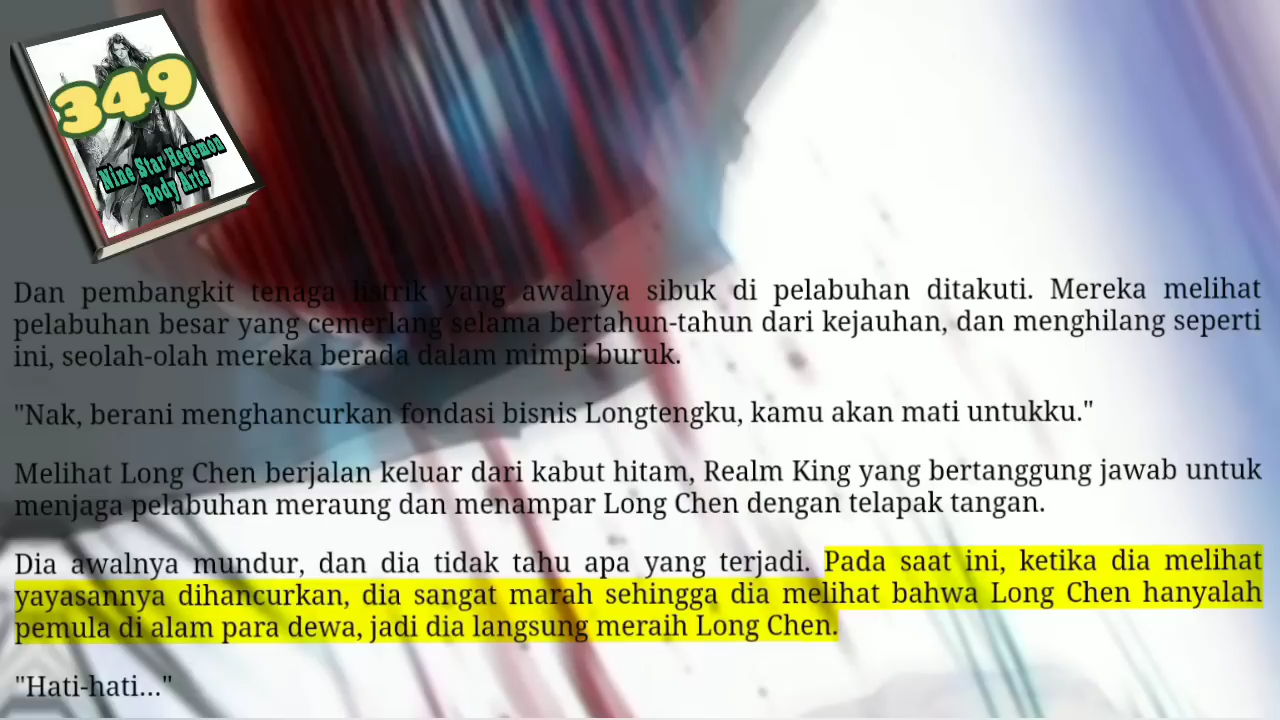 349
Nine Star Hegemon
Body Arts
Dan pembangkit tenaga listrik yang awalnya sibuk di pelabuhan ditakuti. Mereka melihat
pelabuhan besar yang cemerlang selama bertahun-tahun dari kejauhan, dan menghilang seperti
ini, seolah-olah mereka berada dalam mimpi buruk.
"Nak, berani menghancurkan fondasi bisnis Longtengku, kamu akan mati untukku."
Melihat Long Chen berjalan keluar dari kabut hitam, Realm King yang bertanggung jawab untuk
menjaga pelabuhan meraung dan menampar Long Chen dengan telapak tangan.
Dia awalnya mundur, dan dia tidak tahu apa yang terjadi. Pada saat ini, ketika dia melihat
yayasannya dihancurkan, dia sangat marah sehingga dia melihat bahwa Long Chen hanyalah
pemula di alam para dewa, jadi dia langsung meraih Long Chen.
"Hati-hati..."